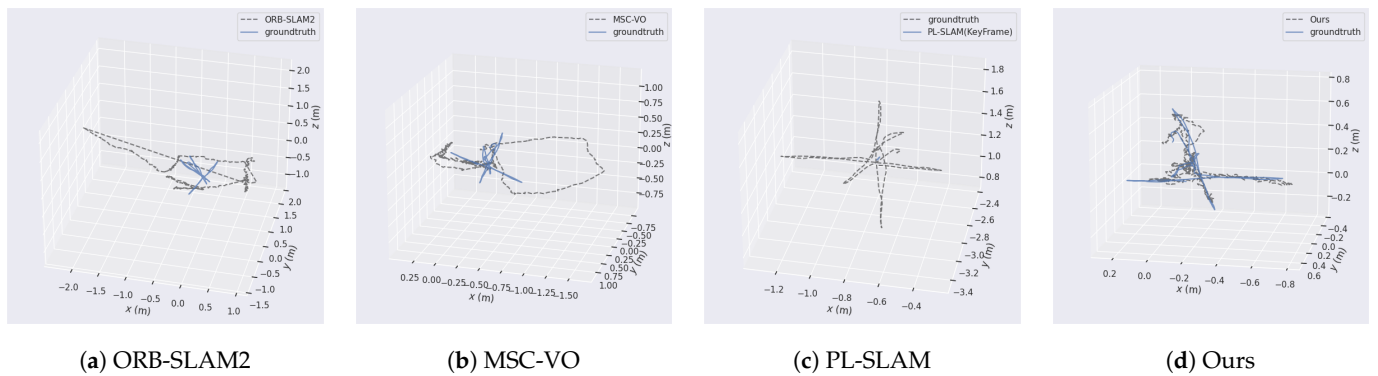 ORB-SLAM2
groundtruth
2.0
1.5
1.0
0.5
0.0
−0.5
−1.0
z (m)
2.0
1.5
1.0
0.5
0.0
−0.5
−1.0
−1.5
y (m)
−2.0 −1.5 −1.0 −0.5 0.0 0.5 1.0
x (m)
(a) ORB-SLAM2
MSC-VO
groundtruth
1.00
0.75
0.50
0.25
0.00
−0.25
−0.50
−0.75
z (m)
−0.75
−0.50
−0.25
0.00
0.25
0.50
0.75
1.00
y (m)
0.25 0.00 −0.25 −0.50 −0.75 −1.00 −1.25 −1.50
x (m)
(b) MSC-VO
groundtruth
PL-SLAM(KeyFrame)
1.8
1.6
1.4
1.2
1.0
0.8
z (m)
−2.4
−2.6
−2.8
−3.0
−3.2
−3.4
y (m)
−1.2 −1.0 −0.8 −0.6 −0.4
x (m)
(c) PL-SLAM
Ours
groundtruth
0.8
0.6
0.4
0.2
0.0
−0.2
z (m)
−0.4
−0.2
0.0
0.2
0.4
0.6
y (m)
0.2 0.0 −0.2 −0.4 −0.6 −0.8
x (m)
(d) Ours